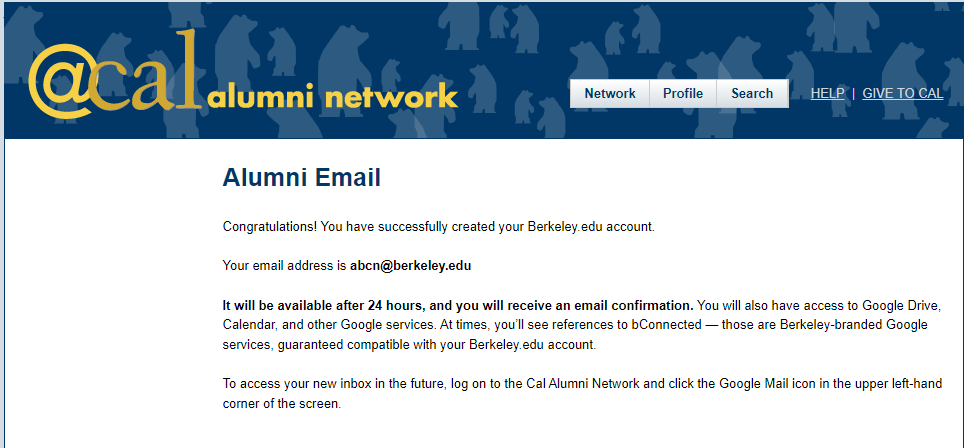 @cal alumni network
Network Profile Search HELP | GIVE TO CAL
Alumni Email
Congratulations! You have successfully created your Berkeley.edu account.
Your email address is abcn@berkeley.edu
It will be available after 24 hours, and you will receive an email confirmation. You will also have access to Google Drive,
Calendar, and other Google services. At times, you’ll see references to bConnected — those are Berkeley-branded Google
services, guaranteed compatible with your Berkeley.edu account.
To access your new inbox in the future, log on to the Cal Alumni Network and click the Google Mail icon in the upper left-hand
corner of the screen.